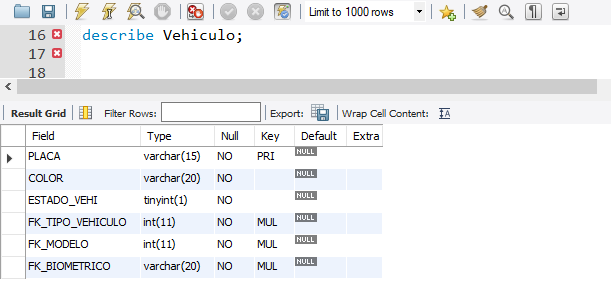 Limit to 1000 rows
16 describe Vehiculo;
17
18
Result Grid Filter Rows: Export: Wrap Cell Content:
Field Type Null Key Default Extra
PLACA varchar(15) NO PRI NULL
COLOR varchar(20) NO NULL
ESTADO_VEHI tinyint(1) NO NULL
FK_TIPO_VEHICULO int(11) NO MUL NULL
FK_MODELO int(11) NO MUL NULL
FK_BIOMETRICO varchar(20) NO MUL NULL